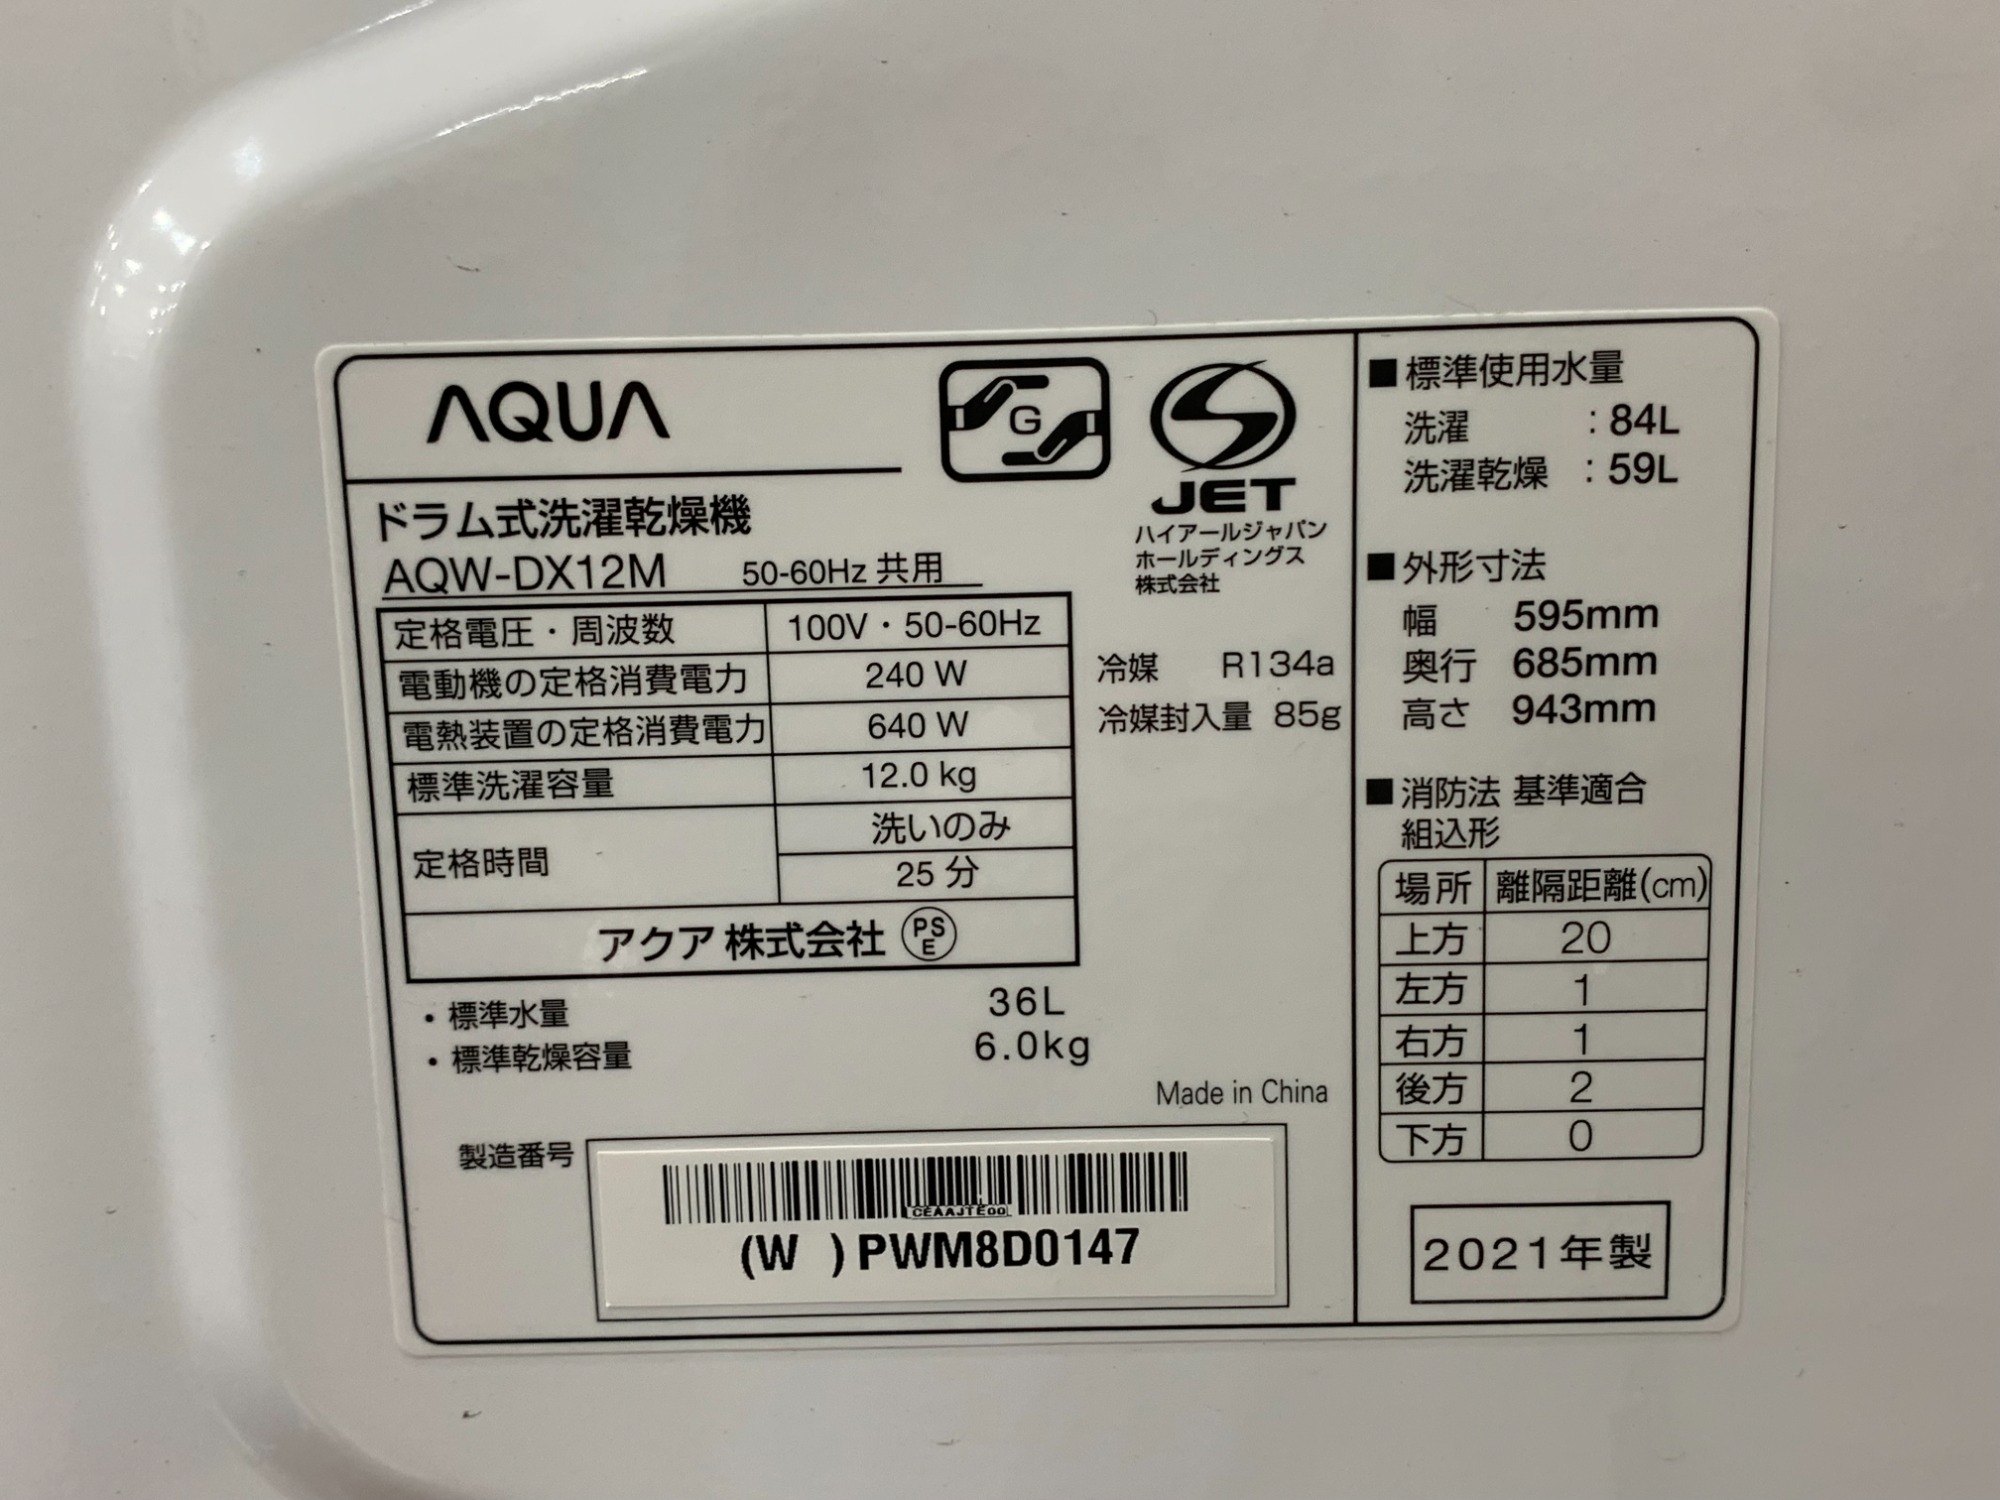 AQUA
G
JET
ハイアールジャパン
ホールディングス
株式会社
ドラム式洗濯乾燥機
AQW-DX12M 50-60Hz 共用
定格電圧・周波数 100V・50-60Hz
電動機の定格消費電力 240 W
電熱装置の定格消費電力 640 W
標準洗濯容量 12.0 kg
定格時間 洗いのみ
25 分
アクア 株式会社 PSE
冷媒 R134a
冷媒封入量 85g
・標準水量 36L
・標準乾燥容量 6.0kg
Made in China
製造番号
CEAAJTE00
(W )PWM8D0147
■標準使用水量
洗濯 :84L
洗濯乾燥 :59L
■外形寸法
幅 595mm
奥行 685mm
高さ 943mm
■消防法 基準適合
組込形
場所 離隔距離(cm)
上方 20
左方 1
右方 1
後方 2
下方 0
2021年製